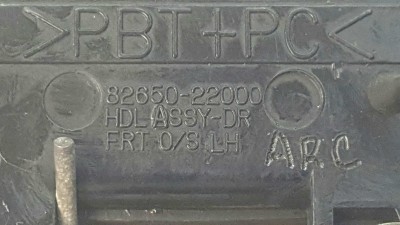 >PBT+PC<
82650-22000
HDL ASSY-DR
FRT O/S LH
ARC